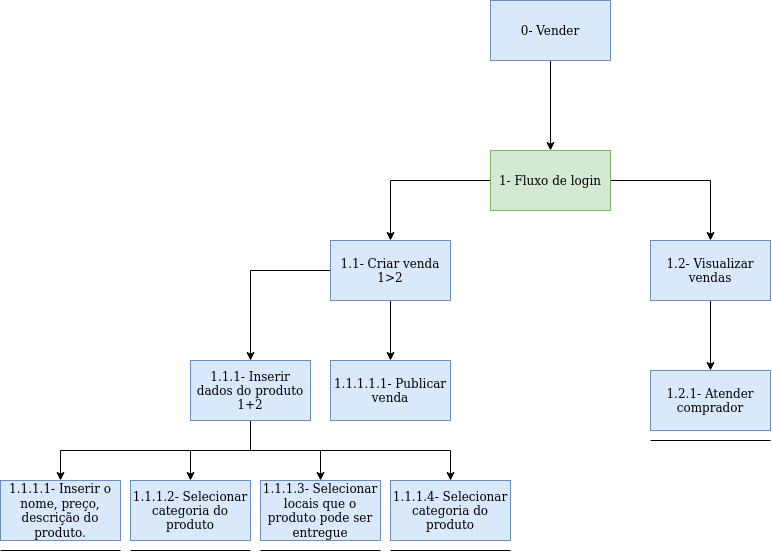 0- Vender
1- Fluxo de login
1.1- Criar venda
1>2
1.2- Visualizar
vendas
1.1.1- Inserir
dados do produto
1+2
1.1.1.1.1- Publicar
venda
1.2.1- Atender
comprador
1.1.1.1- Inserir o
nome, preço,
descrição do
produto.
1.1.1.2- Selecionar
categoria do
produto
1.1.1.3- Selecionar
locais que o
produto pode ser
entregue
1.1.1.4- Selecionar
categoria do
produto